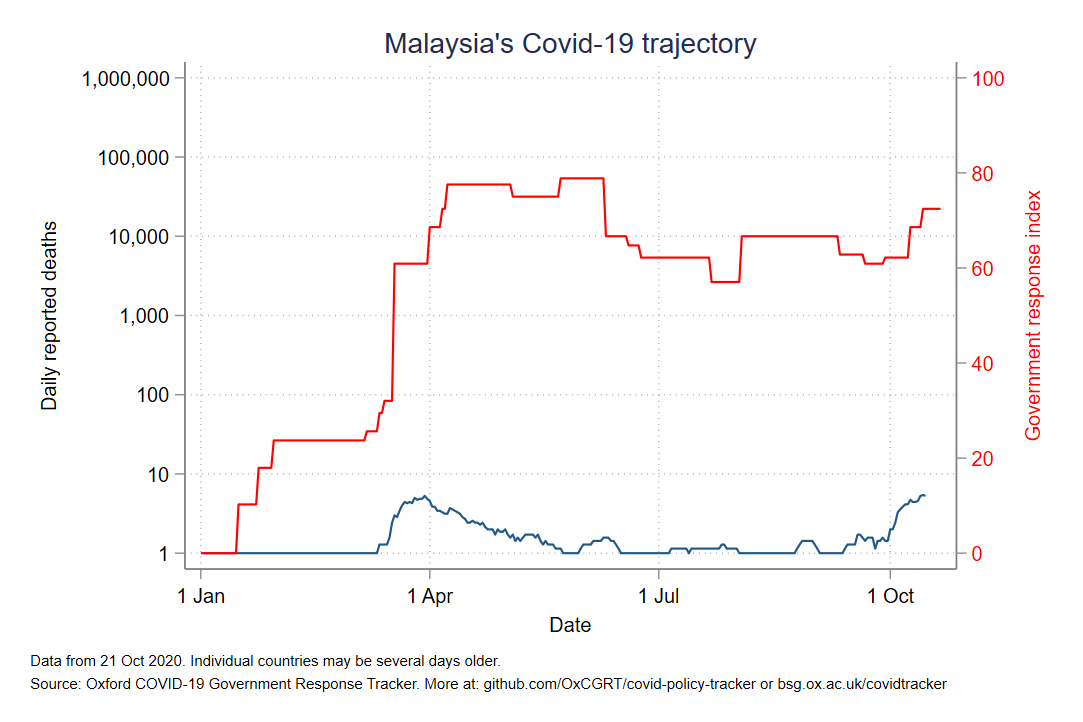 Malaysia's Covid-19 trajectory
1,000,000
100,000
10,000
1,000
100
10
1
Daily reported deaths
100
80
60
40
20
0
Government response index
1 Jan
1 Apr
1 Jul
1 Oct
Date
Data from 21 Oct 2020. Individual countries may be several days older.
Source: Oxford COVID-19 Government Response Tracker. More at: github.com/OxCGRT/covid-policy-tracker or bsg.ox.ac.uk/covidtracker